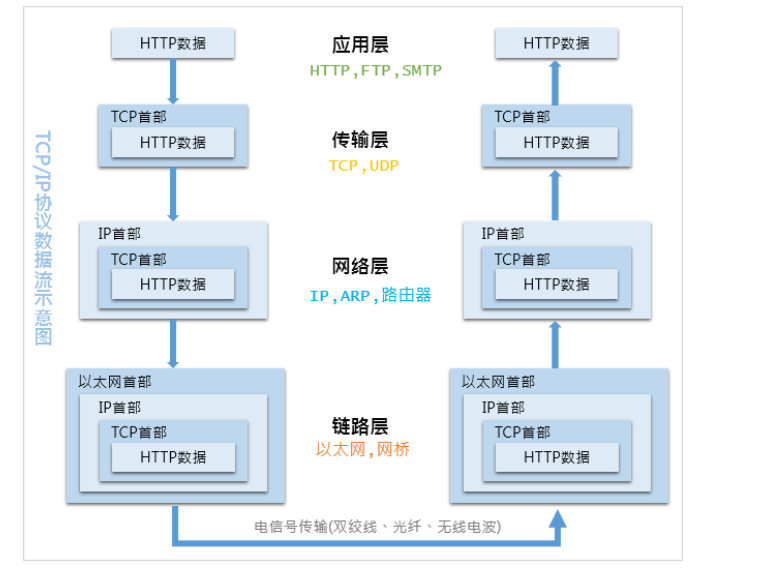 TCP/IP协议数据流示意图
HTTP数据
应用层
HTTP数据
HTTP,FTP,SMTP
TCP首部
HTTP数据
传输层
TCP,UDP
TCP首部
HTTP数据
IP首部
TCP首部
HTTP数据
网络层
IP,ARP,路由器
IP首部
TCP首部
HTTP数据
以太网首部
IP首部
TCP首部
HTTP数据
链路层
以太网,网桥
以太网首部
IP首部
TCP首部
HTTP数据
电信号传输(双绞线、光纤、无线电波)